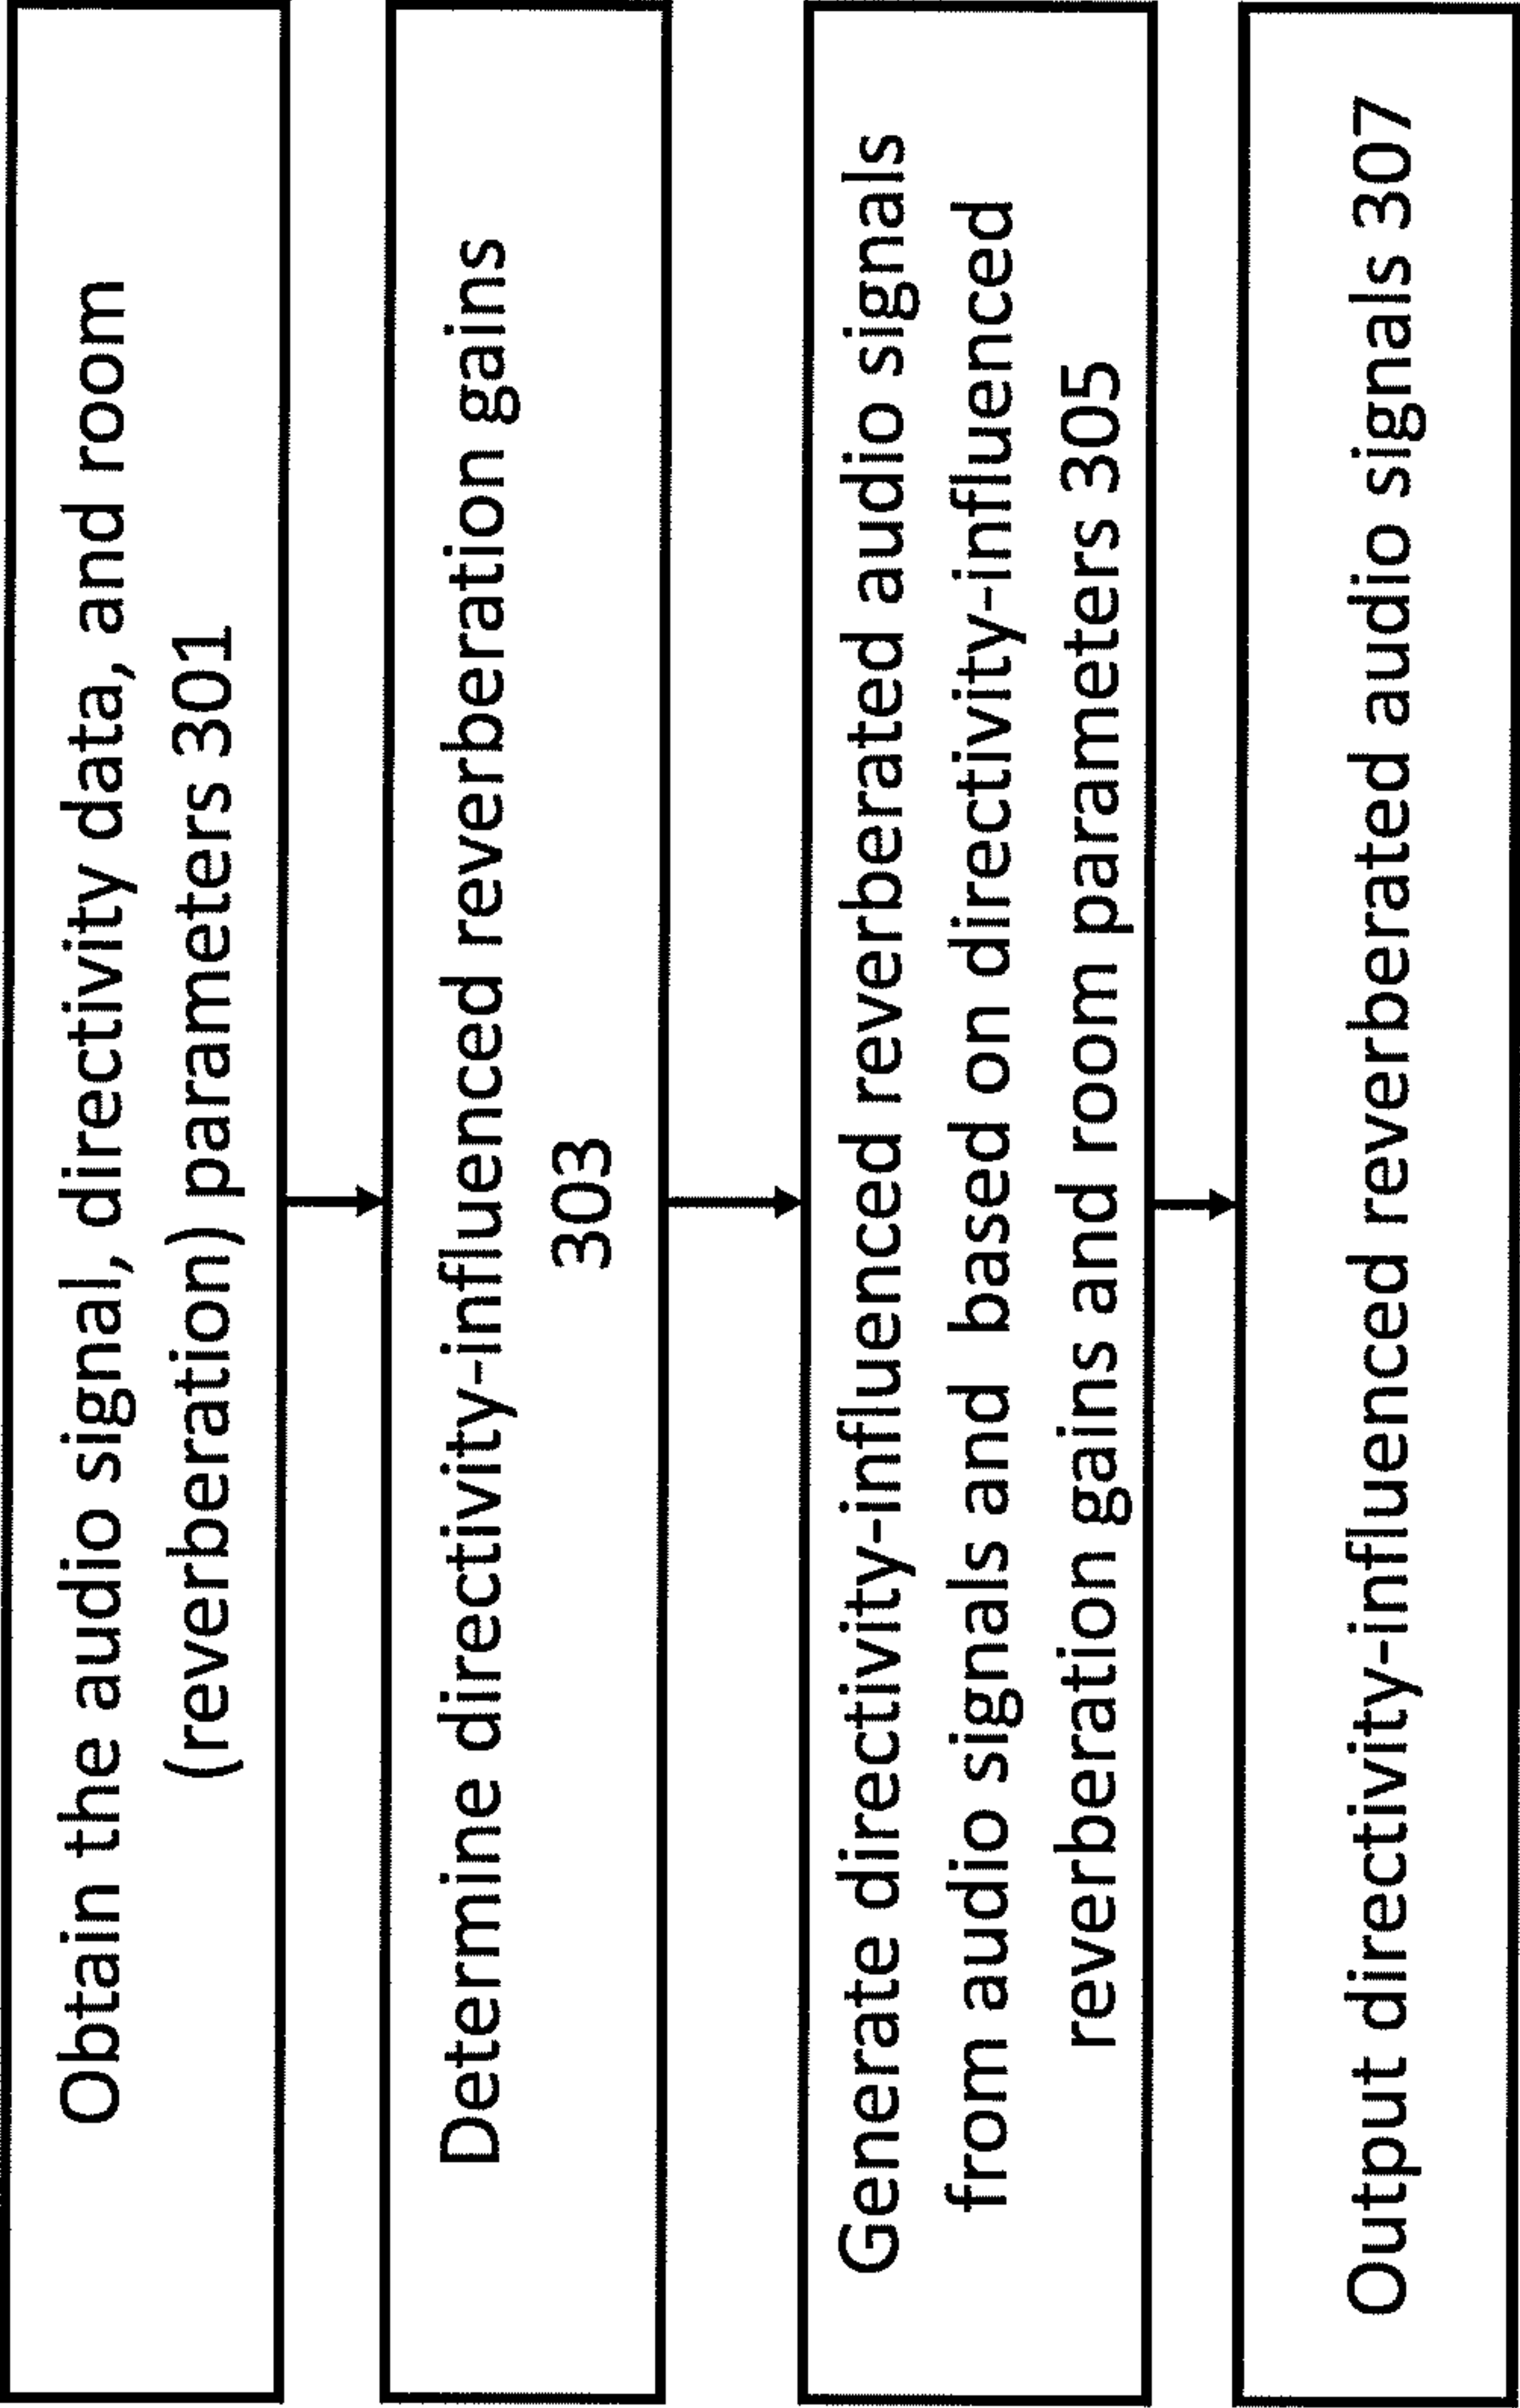 Obtain the audio signal, directivity data, and room
(reverberation) parameters 301
Determine directivity-influenced reverberation gains
303
Generate directivity-influenced reverberated audio signals
from audio signals and based on directivity-influenced
reverberation gains and room parameters 305
Output directivity-influenced reverberated audio signals 307